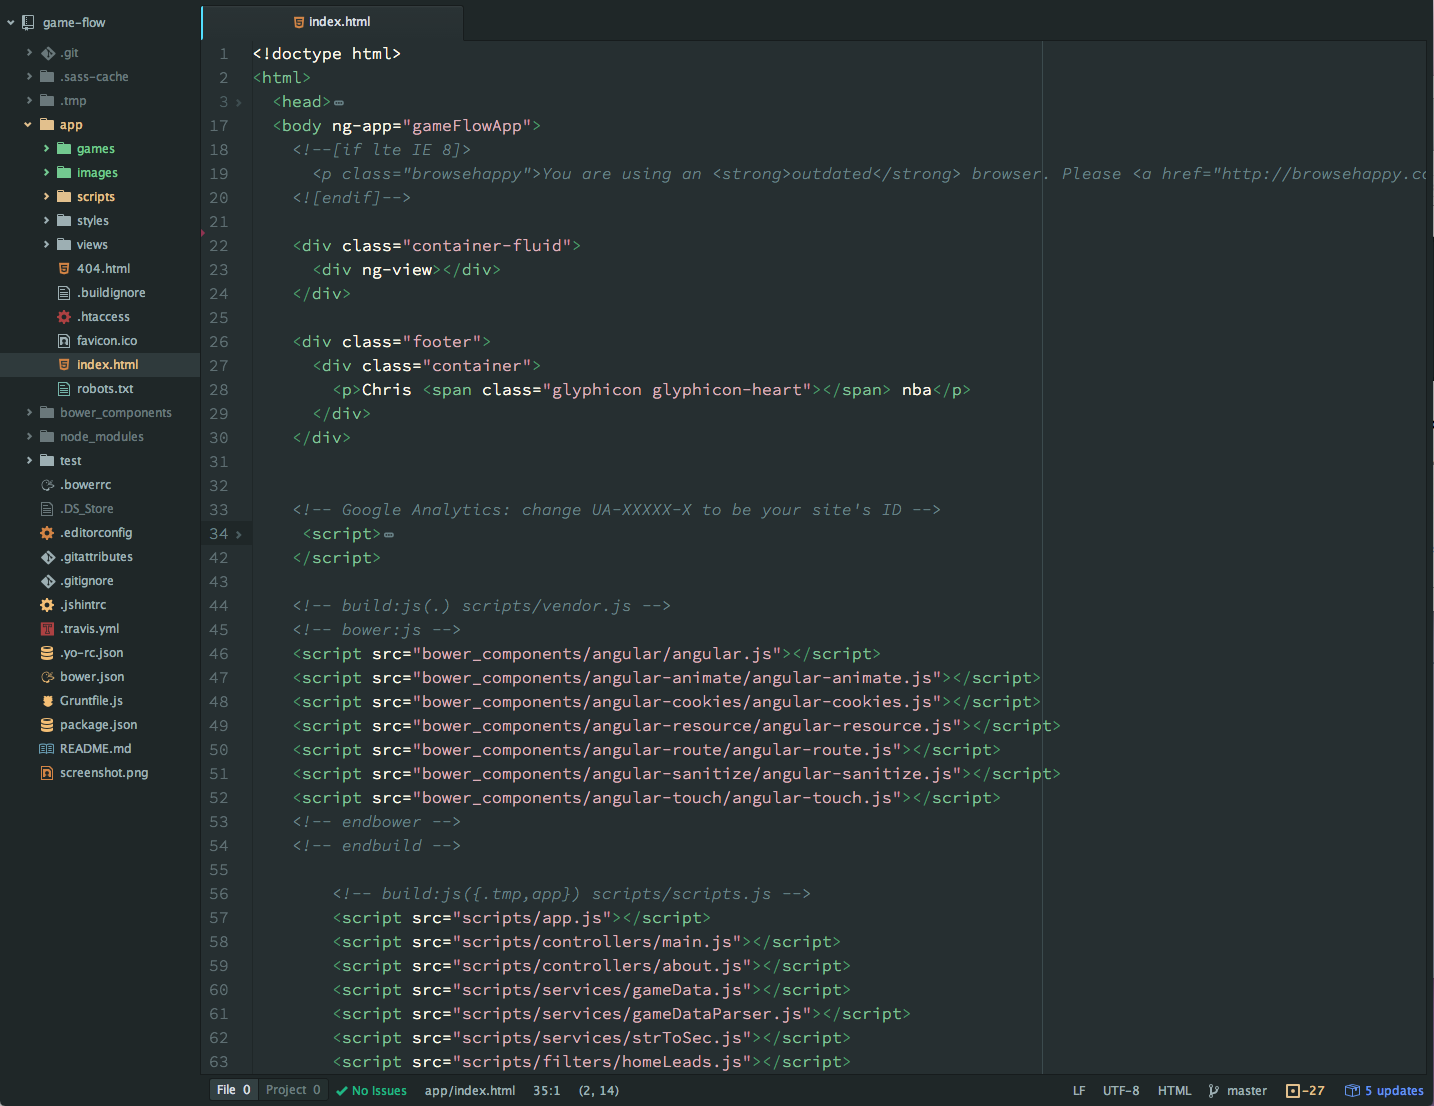 game-flow
.git
.sass-cache
.tmp
app
games
images
scripts
styles
views
404.html
.buildignore
.htaccess
favicon.ico
index.html
robots.txt
bower_components
node_modules
test
.bowerrc
.DS_Store
.editorconfig
.gitattributes
.gitignore
.jshintrc
.travis.yml
.yo-rc.json
bower.json
Gruntfile.js
package.json
README.md
screenshot.png
index.html
1 <!doctype html>
2 <html>
3 <head>
17 <body ng-app="gameFlowApp">
18 <!--[if lte IE 8]>
19 <p class="browsehappy">You are using an <strong>outdated</strong> browser. Please <a href="http://browsehappy.co
20 <![endif]-->
21
22 <div class="container-fluid">
23 <div ng-view></div>
24 </div>
25
26 <div class="footer">
27 <div class="container">
28 <p>Chris <span class="glyphicon glyphicon-heart"></span> nba</p>
29 </div>
30 </div>
31
32
33 <!-- Google Analytics: change UA-XXXXX-X to be your site's ID -->
34 <script>
42 </script>
43
44 <!-- build:js(.) scripts/vendor.js -->
45 <!-- bower:js -->
46 <script src="bower_components/angular/angular.js"></script>
47 <script src="bower_components/angular-animate/angular-animate.js"></script>
48 <script src="bower_components/angular-cookies/angular-cookies.js"></script>
49 <script src="bower_components/angular-resource/angular-resource.js"></script>
50 <script src="bower_components/angular-route/angular-route.js"></script>
51 <script src="bower_components/angular-sanitize/angular-sanitize.js"></script>
52 <script src="bower_components/angular-touch/angular-touch.js"></script>
53 <!-- endbower -->
54 <!-- endbuild -->
55
56 <!-- build:js({.tmp,app}) scripts/scripts.js -->
57 <script src="scripts/app.js"></script>
58 <script src="scripts/controllers/main.js"></script>
59 <script src="scripts/controllers/about.js"></script>
60 <script src="scripts/services/gameData.js"></script>
61 <script src="scripts/services/gameDataParser.js"></script>
62 <script src="scripts/services/strToSec.js"></script>
63 <script src="scripts/filters/homeLeads.js"></script>
File 0 Project 0 No Issues app/index.html 35:1 (2, 14) LF UTF-8 HTML master -27 5 updates